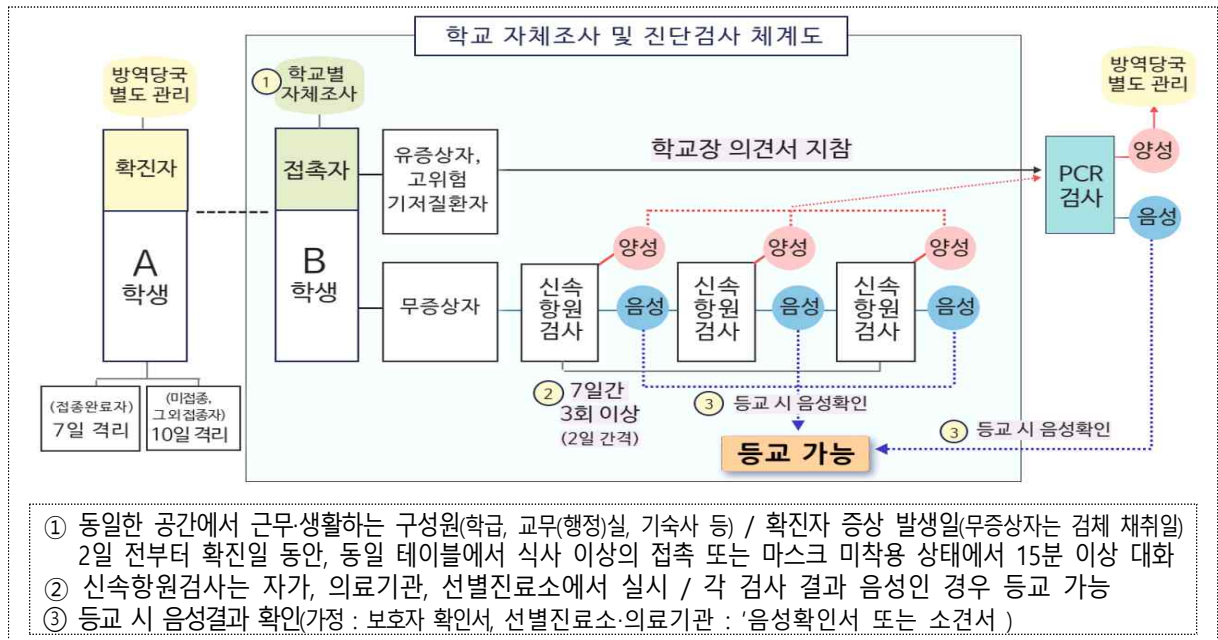 학교 자체조사 및 진단검사 체계도
방역당국
별도 관리
확진자
A
학생
(접종완료자)
7일 격리
(미접종,
그외접종자)
10일 격리
① 학교별
자체조사
접촉자
B
학생
유증상자,
고위험
기저질환자
무증상자
학교장 의견서 지참
신속
항원
검사
양성
음성
신속
항원
검사
양성
음성
신속
항원
검사
양성
음성
② 7일간
3회 이상
(2일 간격)
③ 등교 시 음성확인
등교 가능
PCR
검사
방역당국
별도 관리
양성
음성
③ 등교 시 음성확인
① 동일한 공간에서 근무·생활하는 구성원(학급, 교무(행정)실, 기숙사 등) / 확진자 증상 발생일(무증상자는 검체 채취일)
2일 전부터 확진일 동안, 동일 테이블에서 식사 이상의 접촉 또는 마스크 미착용 상태에서 15분 이상 대화
② 신속항원검사는 자가, 의료기관, 선별진료소에서 실시 / 각 검사 결과 음성인 경우 등교 가능
③ 등교 시 음성결과 확인(가정 : 보호자 확인서, 선별진료소·의료기관 : '음성확인서 또는 소견서 )